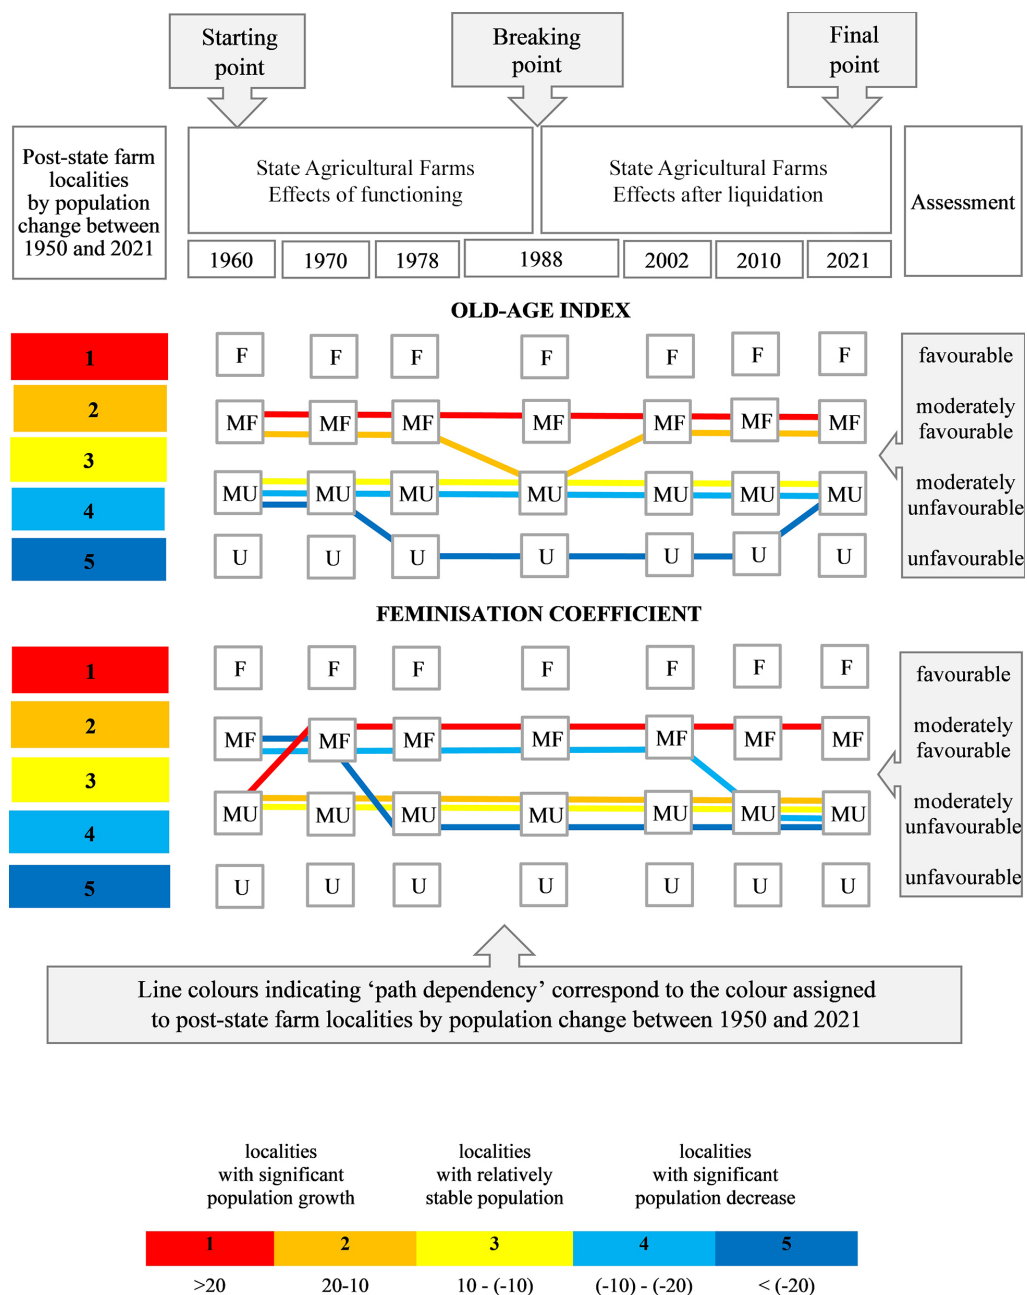 Starting
point
Breaking
point
Final
point
Post-state farm
localities
by population
change between
1950 and 2021
State Agricultural Farms
Effects of functioning
State Agricultural Farms
Effects after liquidation
Assessment
1960
1970
1978
1988
2002
2010
2021
OLD-AGE INDEX
1
F F F F F F F
favourable
2
MF MF MF MF MF MF MF
moderately
favourable
3
4
MU MU MU MU MU MU MU
moderately
unfavourable
5
U U U U U U U
unfavourable
FEMINISATION COEFFICIENT
1
F F F F F F F
favourable
2
MF MF MF MF MF MF MF
moderately
favourable
3
4
MU MU MU MU MU MU MU
moderately
unfavourable
5
U U U U U U U
unfavourable
Line colours indicating ‘path dependency’ correspond to the colour assigned
to post-state farm localities by population change between 1950 and 2021
localities
with significant
population growth
localities
with relatively
stable population
localities
with significant
population decrease
1 2 3 4 5
>20 20-10 10 - (-10) (-10) - (-20) < (-20)